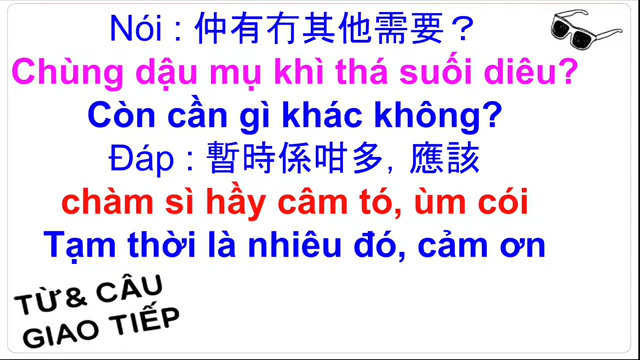 Nói : 仲有冇其他需要？
Chùng dậu mụ khì thá suối diêu?
Còn cần gì khác không?
Đáp : 暫時係咁多, 應該
chàm sì hầy câm tó, ùm cói
Tạm thời là nhiêu đó, cảm ơn
TỪ& CÂU
GIAO TIẾP